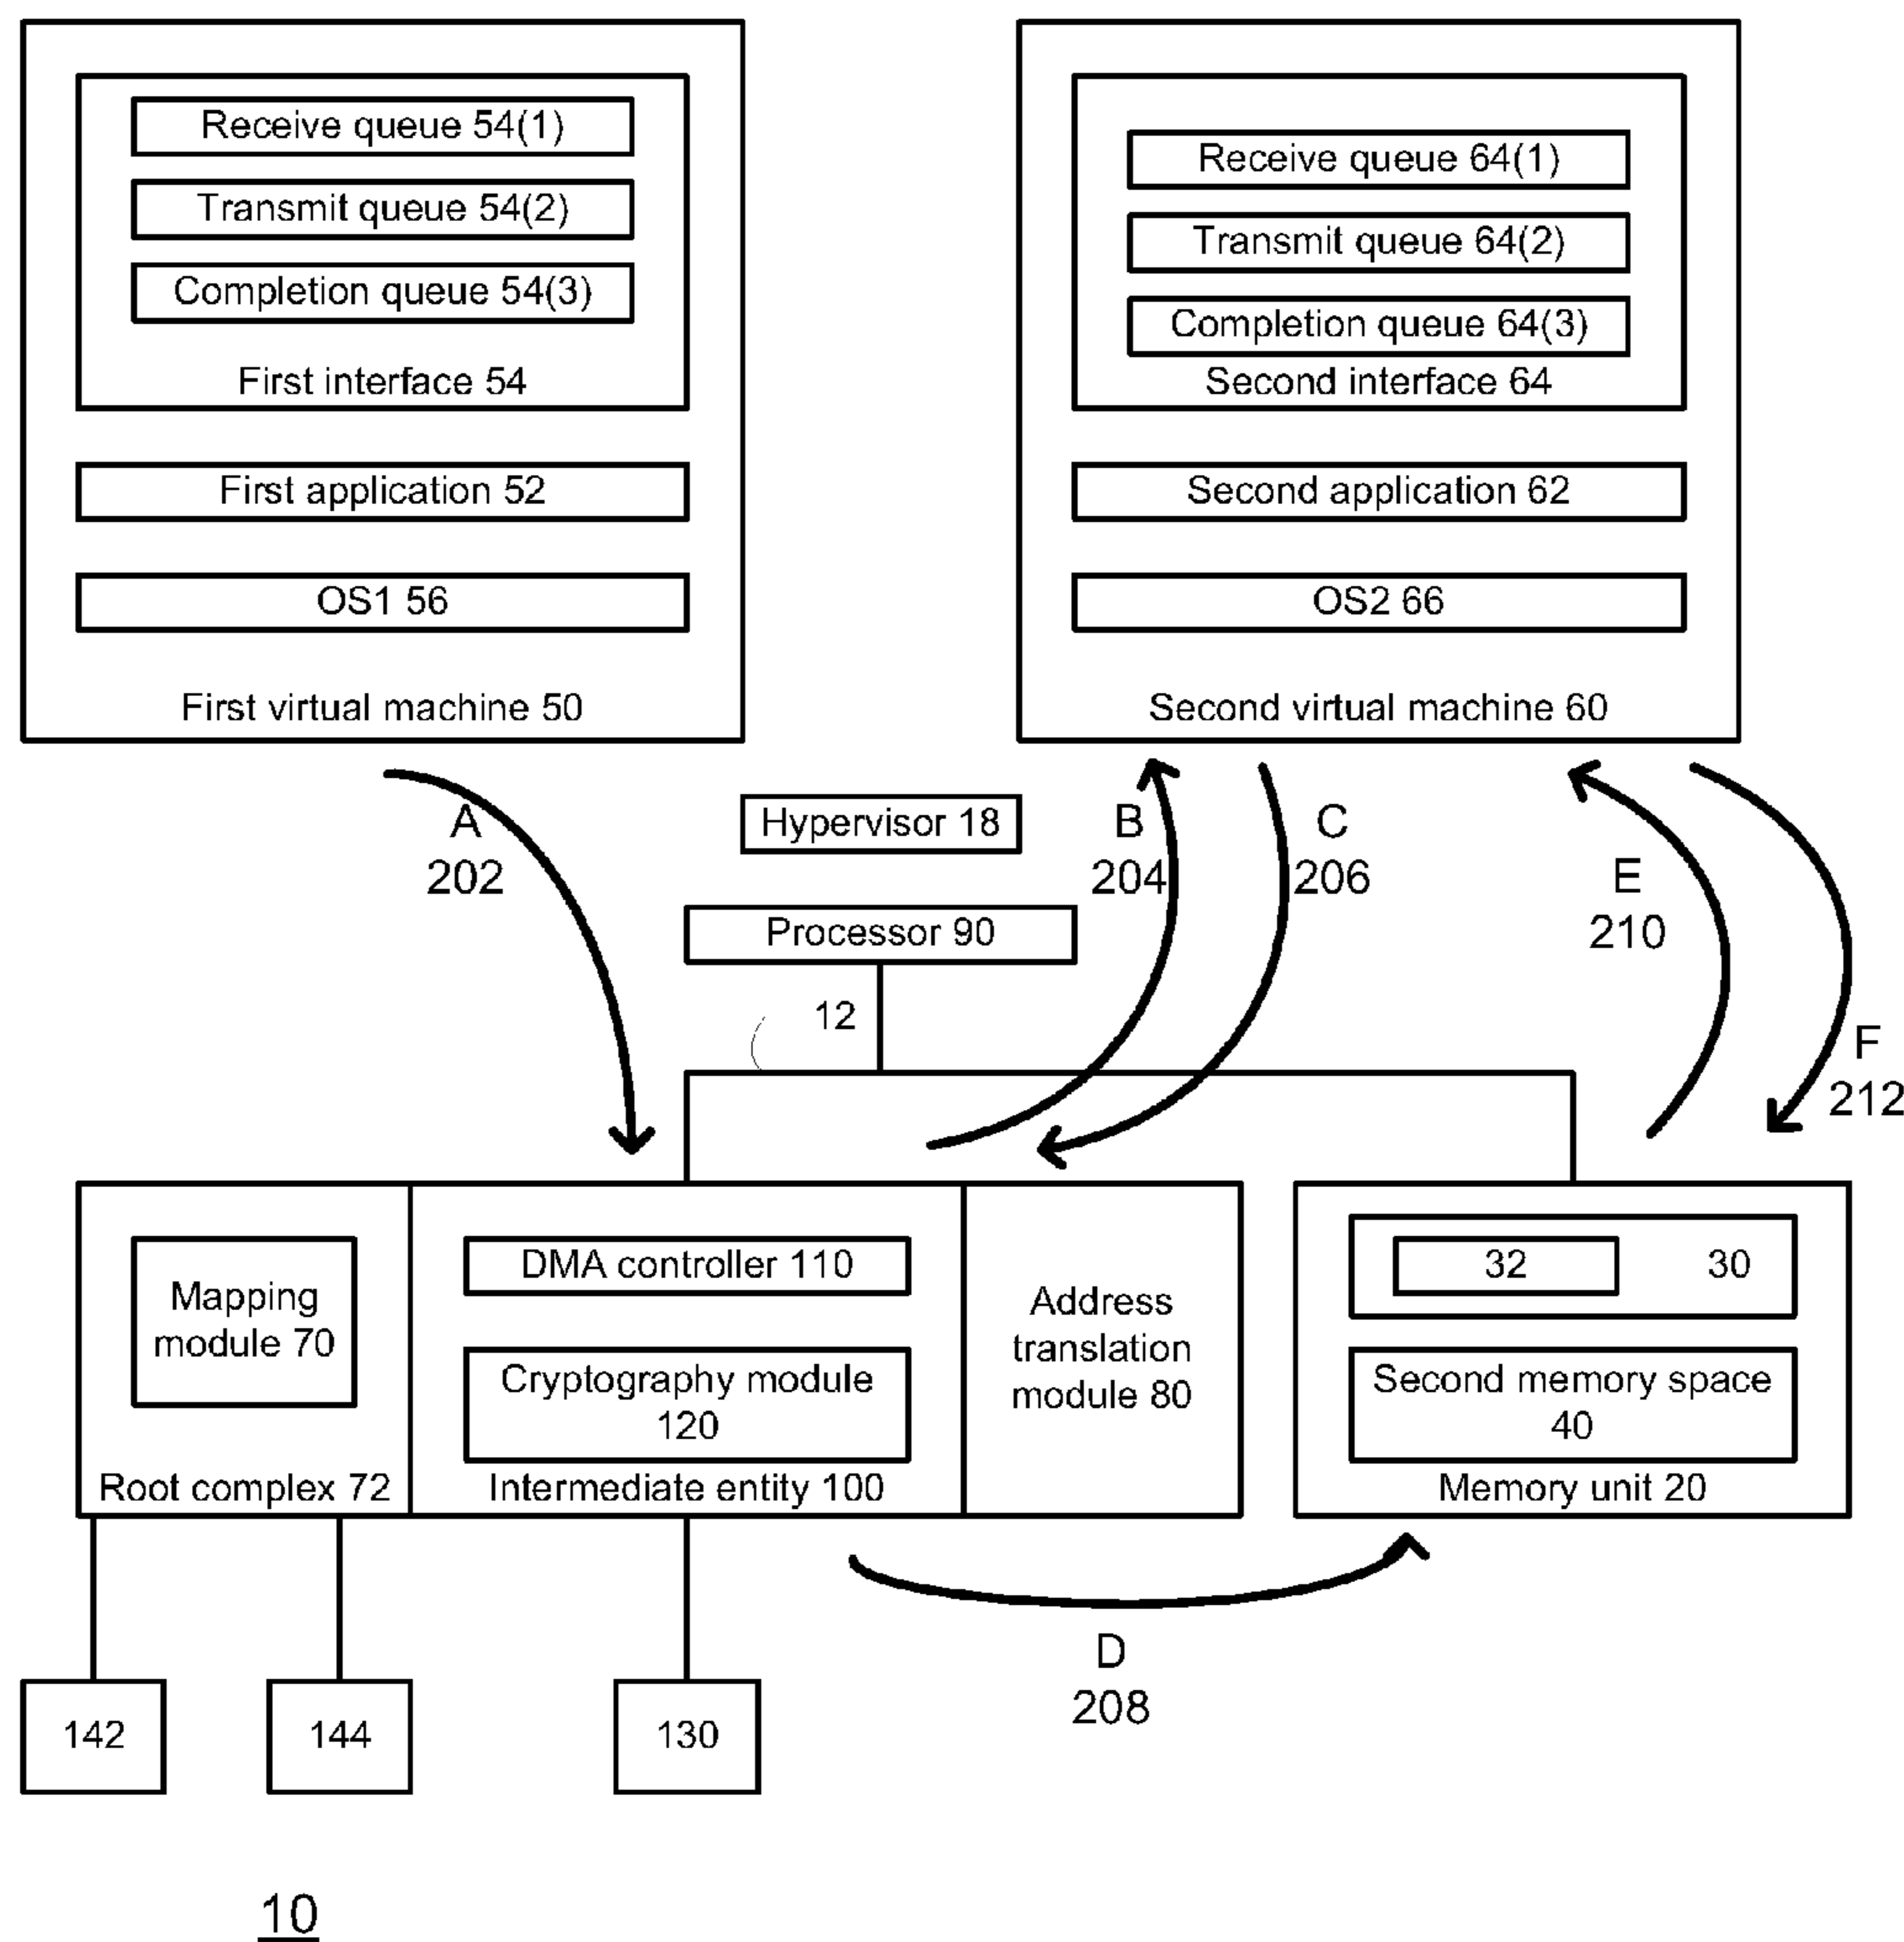 Receive queue 54(1)
Transmit queue 54(2)
Completion queue 54(3)
First interface 54
First application 52
OS1 56
First virtual machine 50
Receive queue 64(1)
Transmit queue 64(2)
Completion queue 64(3)
Second interface 64
Second application 62
OS2 66
Second virtual machine 60
A
202
Hypervisor 18
Processor 90
12
B
204
C
206
E
210
F
212
Mapping
module 70
Root complex 72
DMA controller 110
Cryptography module
120
Intermediate entity 100
Address
translation
module 80
32
30
Second memory space
40
Memory unit 20
D
208
142
144
130
10